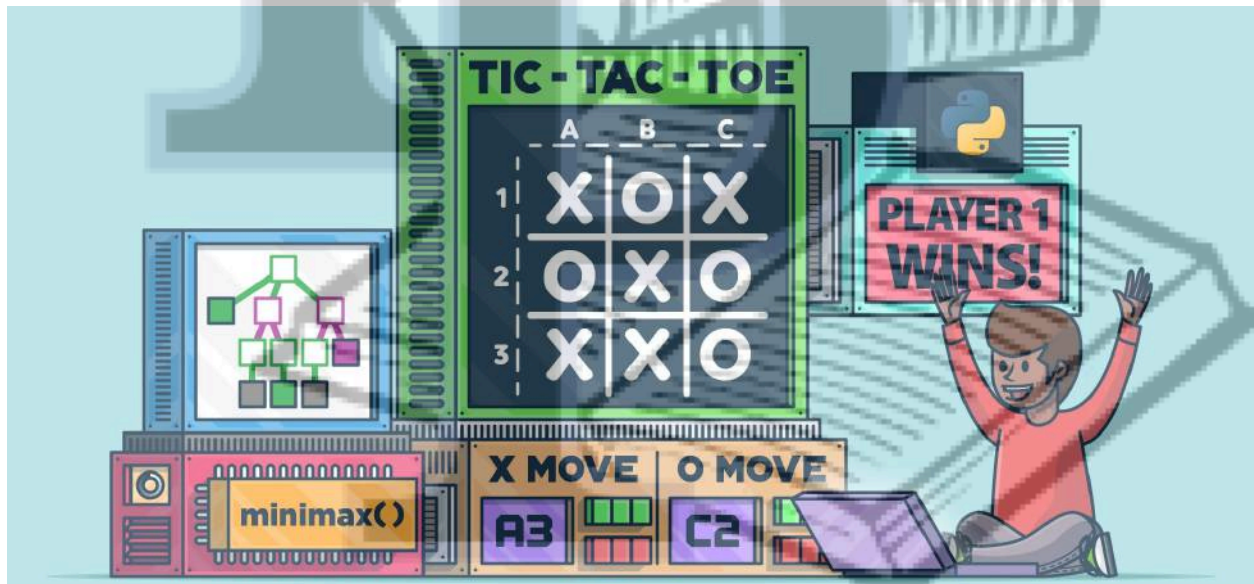 TIC - TAC - TOE
A B C
1 X O X
2 O X O
3 X X O
PLAYER 1
WINS!
minimax()
X MOVE | O MOVE
A3 C2